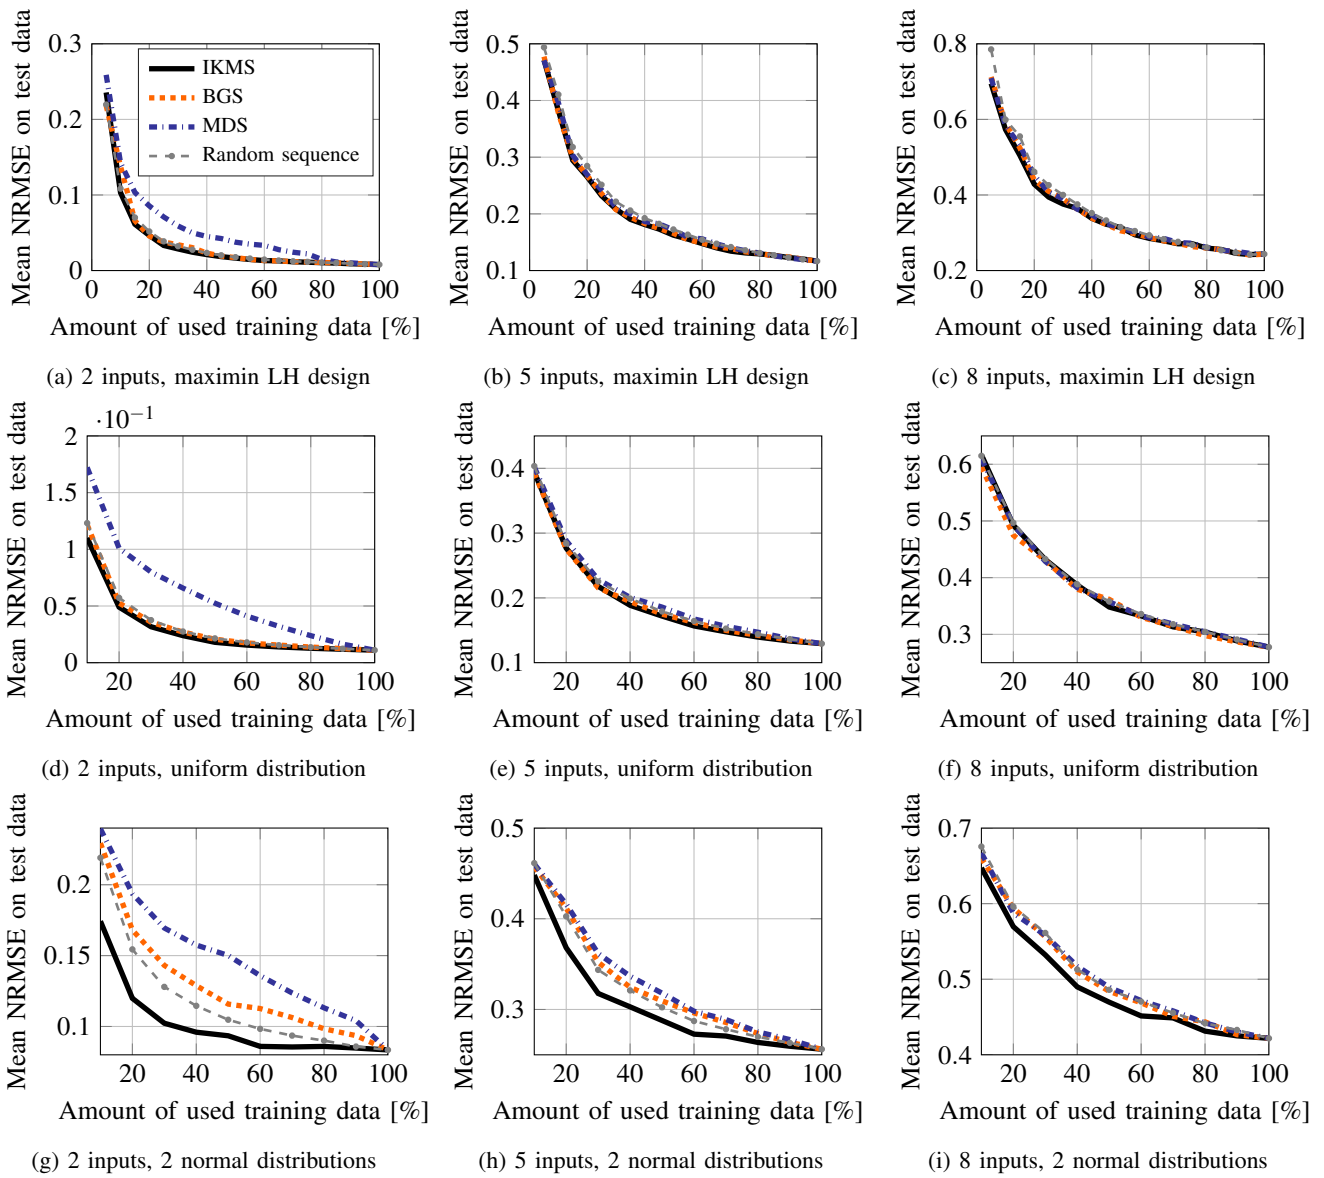 Mean NRMSE on test data
0.3
0.2
0.1
0
IKMS
BGS
MDS
Random sequence
0 20 40 60 80 100
Amount of used training data [%]
(a) 2 inputs, maximin LH design
Mean NRMSE on test data
0.5
0.4
0.3
0.2
0.1
0 20 40 60 80 100
Amount of used training data [%]
(b) 5 inputs, maximin LH design
Mean NRMSE on test data
0.8
0.6
0.4
0.2
0 20 40 60 80 100
Amount of used training data [%]
(c) 8 inputs, maximin LH design
Mean NRMSE on test data
·10⁻¹
2
1.5
1
0.5
0
20 40 60 80 100
Amount of used training data [%]
(d) 2 inputs, uniform distribution
Mean NRMSE on test data
0.4
0.3
0.2
0.1
20 40 60 80 100
Amount of used training data [%]
(e) 5 inputs, uniform distribution
Mean NRMSE on test data
0.6
0.5
0.4
0.3
20 40 60 80 100
Amount of used training data [%]
(f) 8 inputs, uniform distribution
Mean NRMSE on test data
0.2
0.15
0.1
20 40 60 80 100
Amount of used training data [%]
(g) 2 inputs, 2 normal distributions
Mean NRMSE on test data
0.5
0.4
0.3
20 40 60 80 100
Amount of used training data [%]
(h) 5 inputs, 2 normal distributions
Mean NRMSE on test data
0.7
0.6
0.5
0.4
20 40 60 80 100
Amount of used training data [%]
(i) 8 inputs, 2 normal distributions